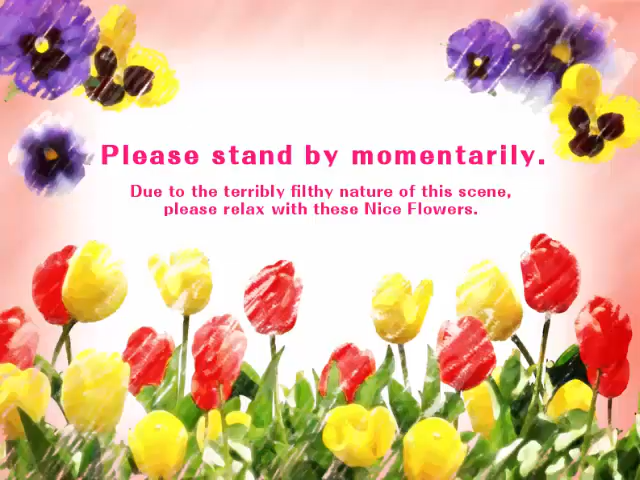 Please stand by momentarily.
Due to the terribly filthy nature of this scene,
please relax with these Nice Flowers.